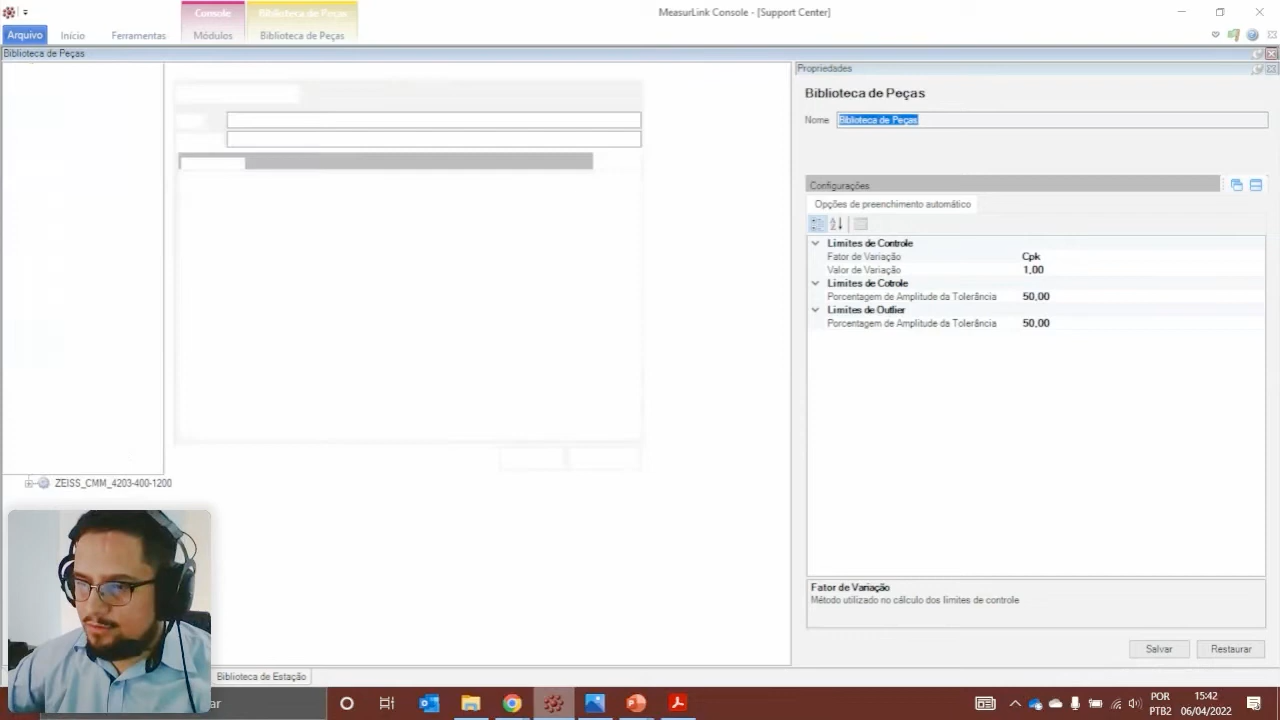 MeasurLink Console - [Support Center]
Console
Biblioteca de Peças
Arquivo
Início
Ferramentas
Módulos
Biblioteca de Peças
Biblioteca de Peças
Propriedades
Biblioteca de Peças
Nome
Biblioteca de Peças
Configurações
Opções de preenchimento automático
Limites de Controle
Fator de Variação
Cpk
Valor de Variação
1,00
Limites de Cotrole
Porcentagem de Amplitude da Tolerância
50,00
Limites de Outlier
Porcentagem de Amplitude da Tolerância
50,00
ZEISS_CMM_4203-400-1200
Fator de Variação
Método utilizado no cálculo dos limites de controle
Salvar
Restaurar
Biblioteca de Estação
ar
POR
PTB2
15:42
06/04/2022